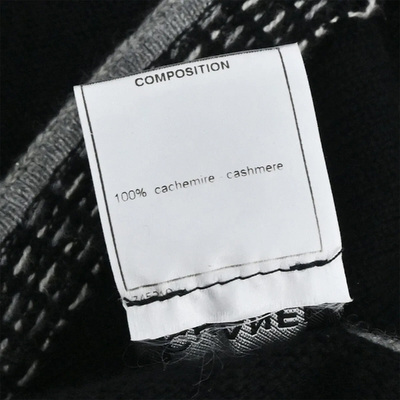 COMPOSITION
100% cachemire cashmere